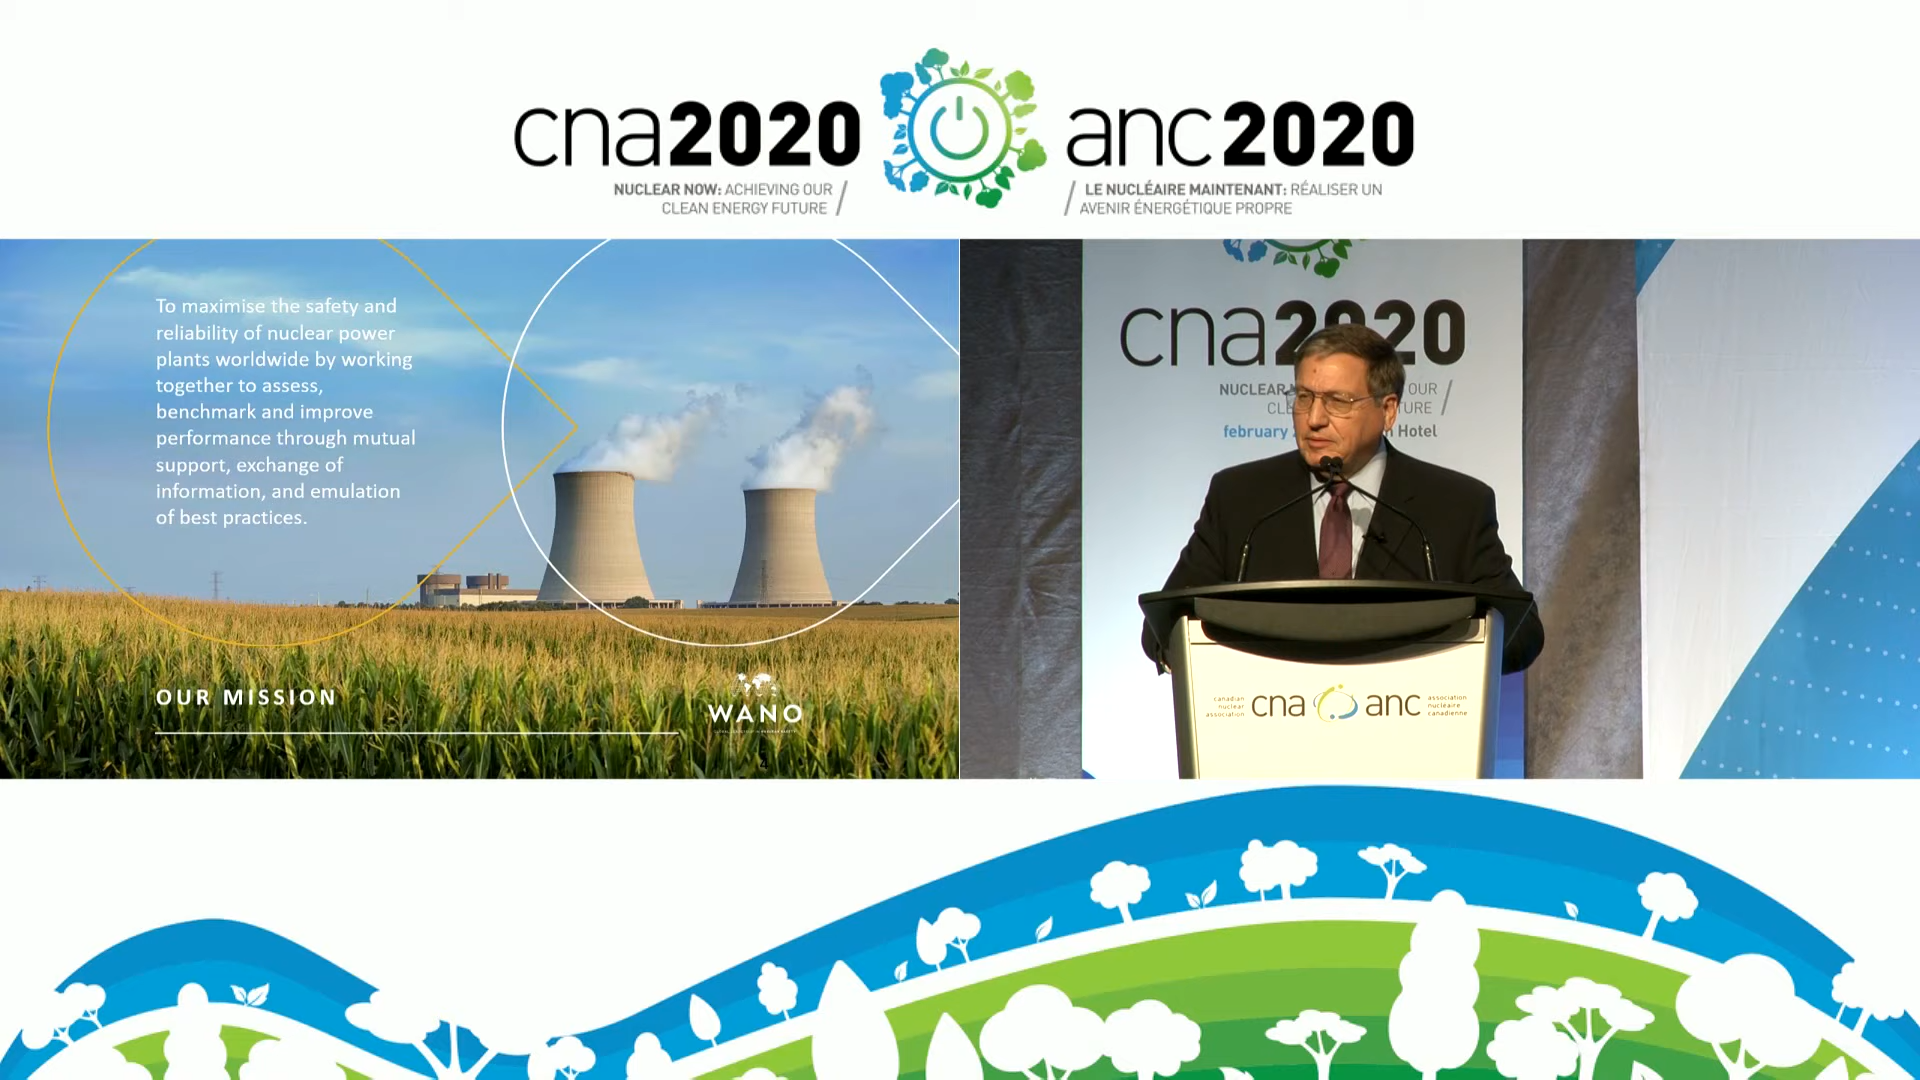 cna2020
NUCLEAR NOW: ACHIEVING OUR
CLEAN ENERGY FUTURE
anc2020
LE NUCLÉAIRE MAINTENANT: RÉALISER UN
AVENIR ÉNERGÉTIQUE PROPRE
To maximise the safety and
reliability of nuclear power
plants worldwide by working
together to assess,
benchmark and improve
performance through mutual
support, exchange of
information, and emulation
of best practices.
OUR MISSION
WANO
4
cna2020
NUCLEAR OUR
february Hotel
canadian
nuclear
association
cna anc
association
nucléaire
canadienne